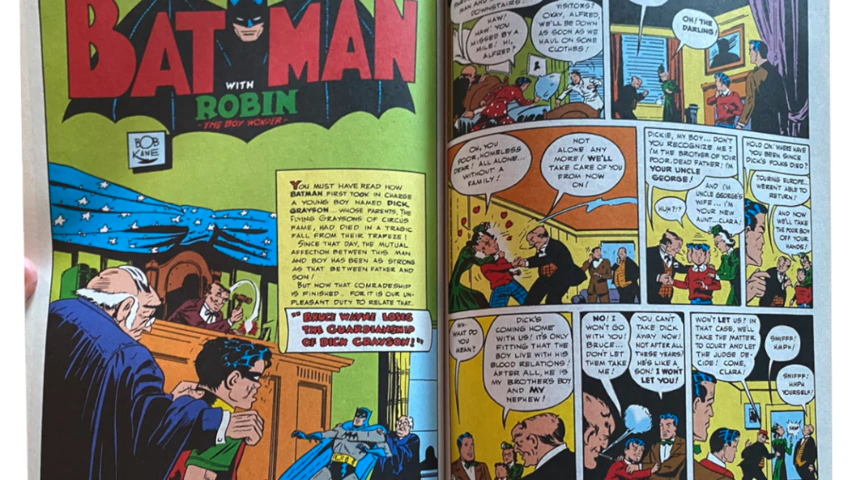 BATMAN
WITH
ROBIN
- THE BOY WONDER -
BOB
KANE
YOU MUST HAVE READ HOW
BATMAN FIRST TOOK IN CHARGE
A YOUNG BOY NAMED DICK
GRAYSON... WHOSE PARENTS, THE
FLYING GRAYSONS OF CIRCUS
FAME, HAD DIED IN A TRAGIC
FALL FROM THEIR TRAPEZE!
SINCE THAT DAY, THE MUTUAL
AFFECTION BETWEEN THIS MAN
AND BOY HAS BEEN AS STRONG
AS THAT BETWEEN FATHER AND
SON!
BUT NOW THAT COMRADESHIP
IS FINISHED.. FOR IT IS OUR UN-
PLEASANT DUTY TO RELATE THAT..
"BRUCE WAYNE LOSES
THE GUARDIANSHIP
OF DICK GRAYSON!"
DOWNSTAIRS!
HAW!
HAW! YOU
MISSED BY A
MILE! HI,
ALFRED!
VISITORS?
OKAY, ALFRED,
WE'LL BE DOWN
AS SOON AS WE
HAUL ON SOME
CLOTHES!
OH! THE
DARLING!
OH, YOU
POOR, HOMELESS
DEAR! ALL ALONE...
WITHOUT A
FAMILY!
NOT
ALONE ANY
MORE! WE'LL
TAKE CARE OF YOU
FROM NOW
ON!
DICKIE, MY BOY... DON'T
YOU RECOGNIZE ME?
I'M THE BROTHER OF YOUR
POOR, DEAD FATHER! I'M
YOUR UNCLE
GEORGE!
HUH?!?
AND I'M
UNCLE GEORGE'S
WIFE... I'M
YOUR NEW
AUNT...CLARA!
HOLD ON! WHERE HAVE
YOU BEEN SINCE
DICK'S FOLKS DIED?
TOURING EUROPE.
WEREN'T ABLE TO
RETURN!
AND NOW
WE'LL TAKE
THE POOR BOY
OFF YOUR
HANDS!
WHAT DO
YOU
MEAN?
DICK'S
COMING HOME
WITH US! IT'S ONLY
FITTING THAT THE
BOY LIVE WITH HIS
BLOOD RELATIONS!
AFTER ALL, HE IS
MY BROTHER'S BOY
AND MY
NEPHEW!
NO! I
WON'T GO
WITH YOU!
BRUCE...
DON'T LET
THEM TAKE
ME!
YOU CAN'T
TAKE DICK
AWAY NOW!
NOT AFTER ALL
THESE YEARS!
HE'S LIKE A
SON! I WON'T
LET YOU!
WON'T LET US? IN
THAT CASE, WE'LL
TAKE THE MATTER
TO COURT AND LET
THE JUDGE DE-
CIDE! COME,
CLARA!
SNIFFF!
HMPH!
SNIFFF!
HMPH
YOURSELF!